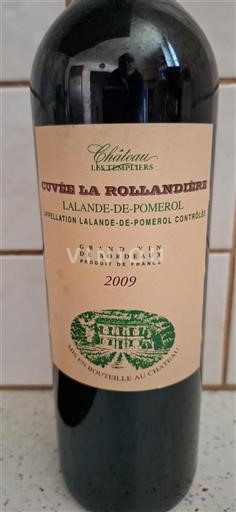 Château
LES TEMPLIERS
CUVÉE LA ROLLANDIÈRE
LALANDE-DE-POMEROL
APPELLATION LALANDE-DE-POMEROL CONTRÔLÉE
GRAND VIN
DE BORDEAUX
PRODUIT DE FRANCE
2009
MIS EN BOUTEILLE AU CHATEAU